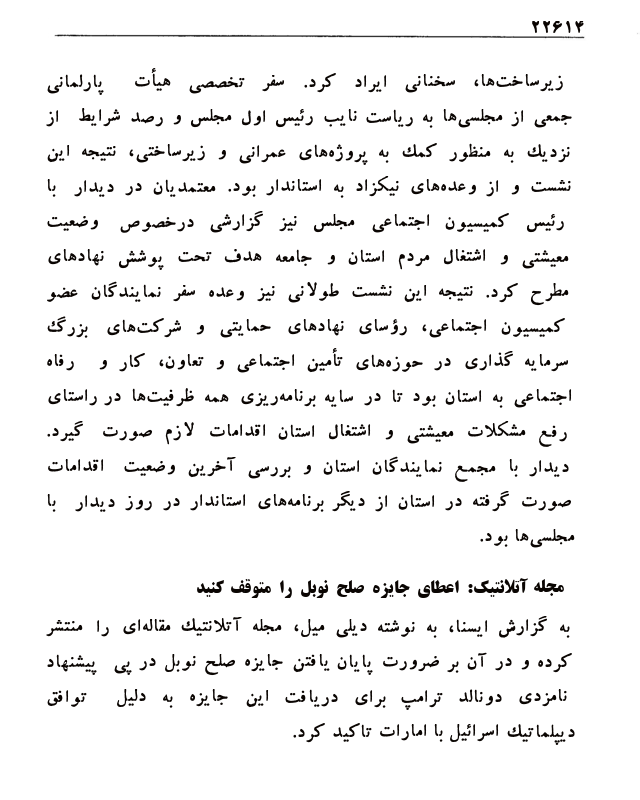 ۲۲۶۱۴
زیرساخت‌ها، سخنانی ایراد کرد. سفر تخصصی هیأت پارلمانی
جمعی از مجلسی‌ها به ریاست نایب رئیس اول مجلس و رصد شرایط از
نزدیك به منظور کمك به پروژه‌های عمرانی و زیرساختی، نتیجه این
نشست و از وعده‌های نیکزاد به استاندار بود. معتمدیان در دیدار با
رئیس کمیسیون اجتماعی مجلس نیز گزارشی درخصوص وضعیت
معیشتی و اشتغال مردم استان و جامعه هدف تحت پوشش نهادهای
مطرح کرد. نتیجه این نشست طولانی نیز وعده سفر نمایندگان عضو
کمیسیون اجتماعی، رؤسای نهادهای حمایتی و شرکت‌های بزرگ
سرمایه گذاری در حوزه‌های تأمین اجتماعی و تعاون، کار و رفاه
اجتماعی به استان بود تا در سایه برنامه‌ریزی همه ظرفیت‌ها در راستای
رفع مشکلات معیشتی و اشتغال استان اقدامات لازم صورت گیرد.
دیدار با مجمع نمایندگان استان و بررسی آخرین وضعیت اقدامات
صورت گرفته در استان از دیگر برنامه‌های استاندار در روز دیدار با
مجلسی‌ها بود.
مجله آتلانتیک: اعطای جایزه صلح نوبل را متوقف کنید
به گزارش ایسنا، به نوشته دیلی میل، مجله آتلانتیك مقاله‌ای را منتشر
کرده و در آن بر ضرورت پایان یافتن جایزه صلح نوبل در پی پیشنهاد
نامزدی دونالد ترامپ برای دریافت این جایزه به دلیل توافق
دیپلماتیك اسرائیل با امارات تاکید کرد.